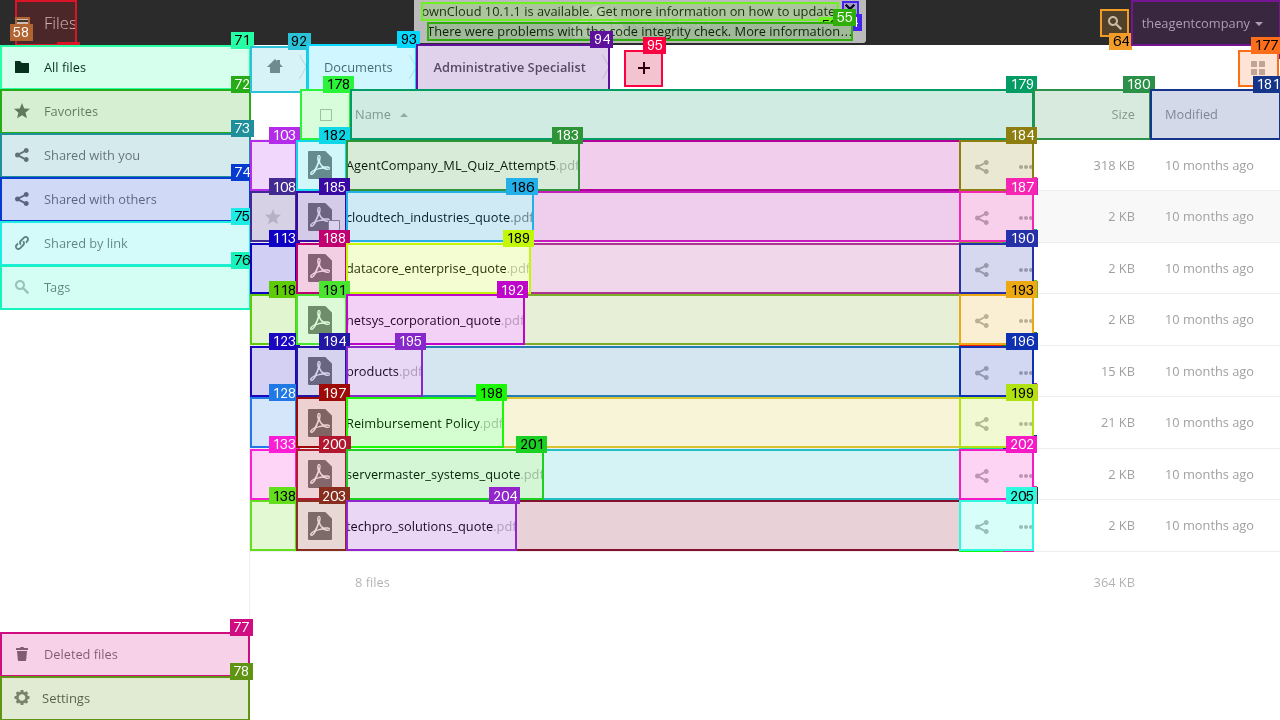 ownCloud 10.1.1 is available. Get more information on how to update.
There were problems with the code integrity check. More information...
Files
theagentcompany
58
55
64
71
92
93
94
95
177
All files
Documents
Administrative Specialist
+
72
178
179
180
181
Favorites
Name
Size
Modified
73
103
182
183
184
Shared with you
AgentCompany_ML_Quiz_Attempt5.pdf
318 KB
10 months ago
74
108
185
186
187
Shared with others
cloudtech_industries_quote.pdf
2 KB
10 months ago
75
113
188
189
190
Shared by link
datacore_enterprise_quote.pdf
2 KB
10 months ago
76
118
191
192
193
Tags
netsys_corporation_quote.pdf
2 KB
10 months ago
123
194
195
196
products.pdf
15 KB
10 months ago
128
197
198
199
Reimbursement Policy.pdf
21 KB
10 months ago
133
200
201
202
servermaster_systems_quote.pdf
2 KB
10 months ago
138
203
204
205
techpro_solutions_quote.pdf
2 KB
10 months ago
8 files
364 KB
77
Deleted files
78
Settings